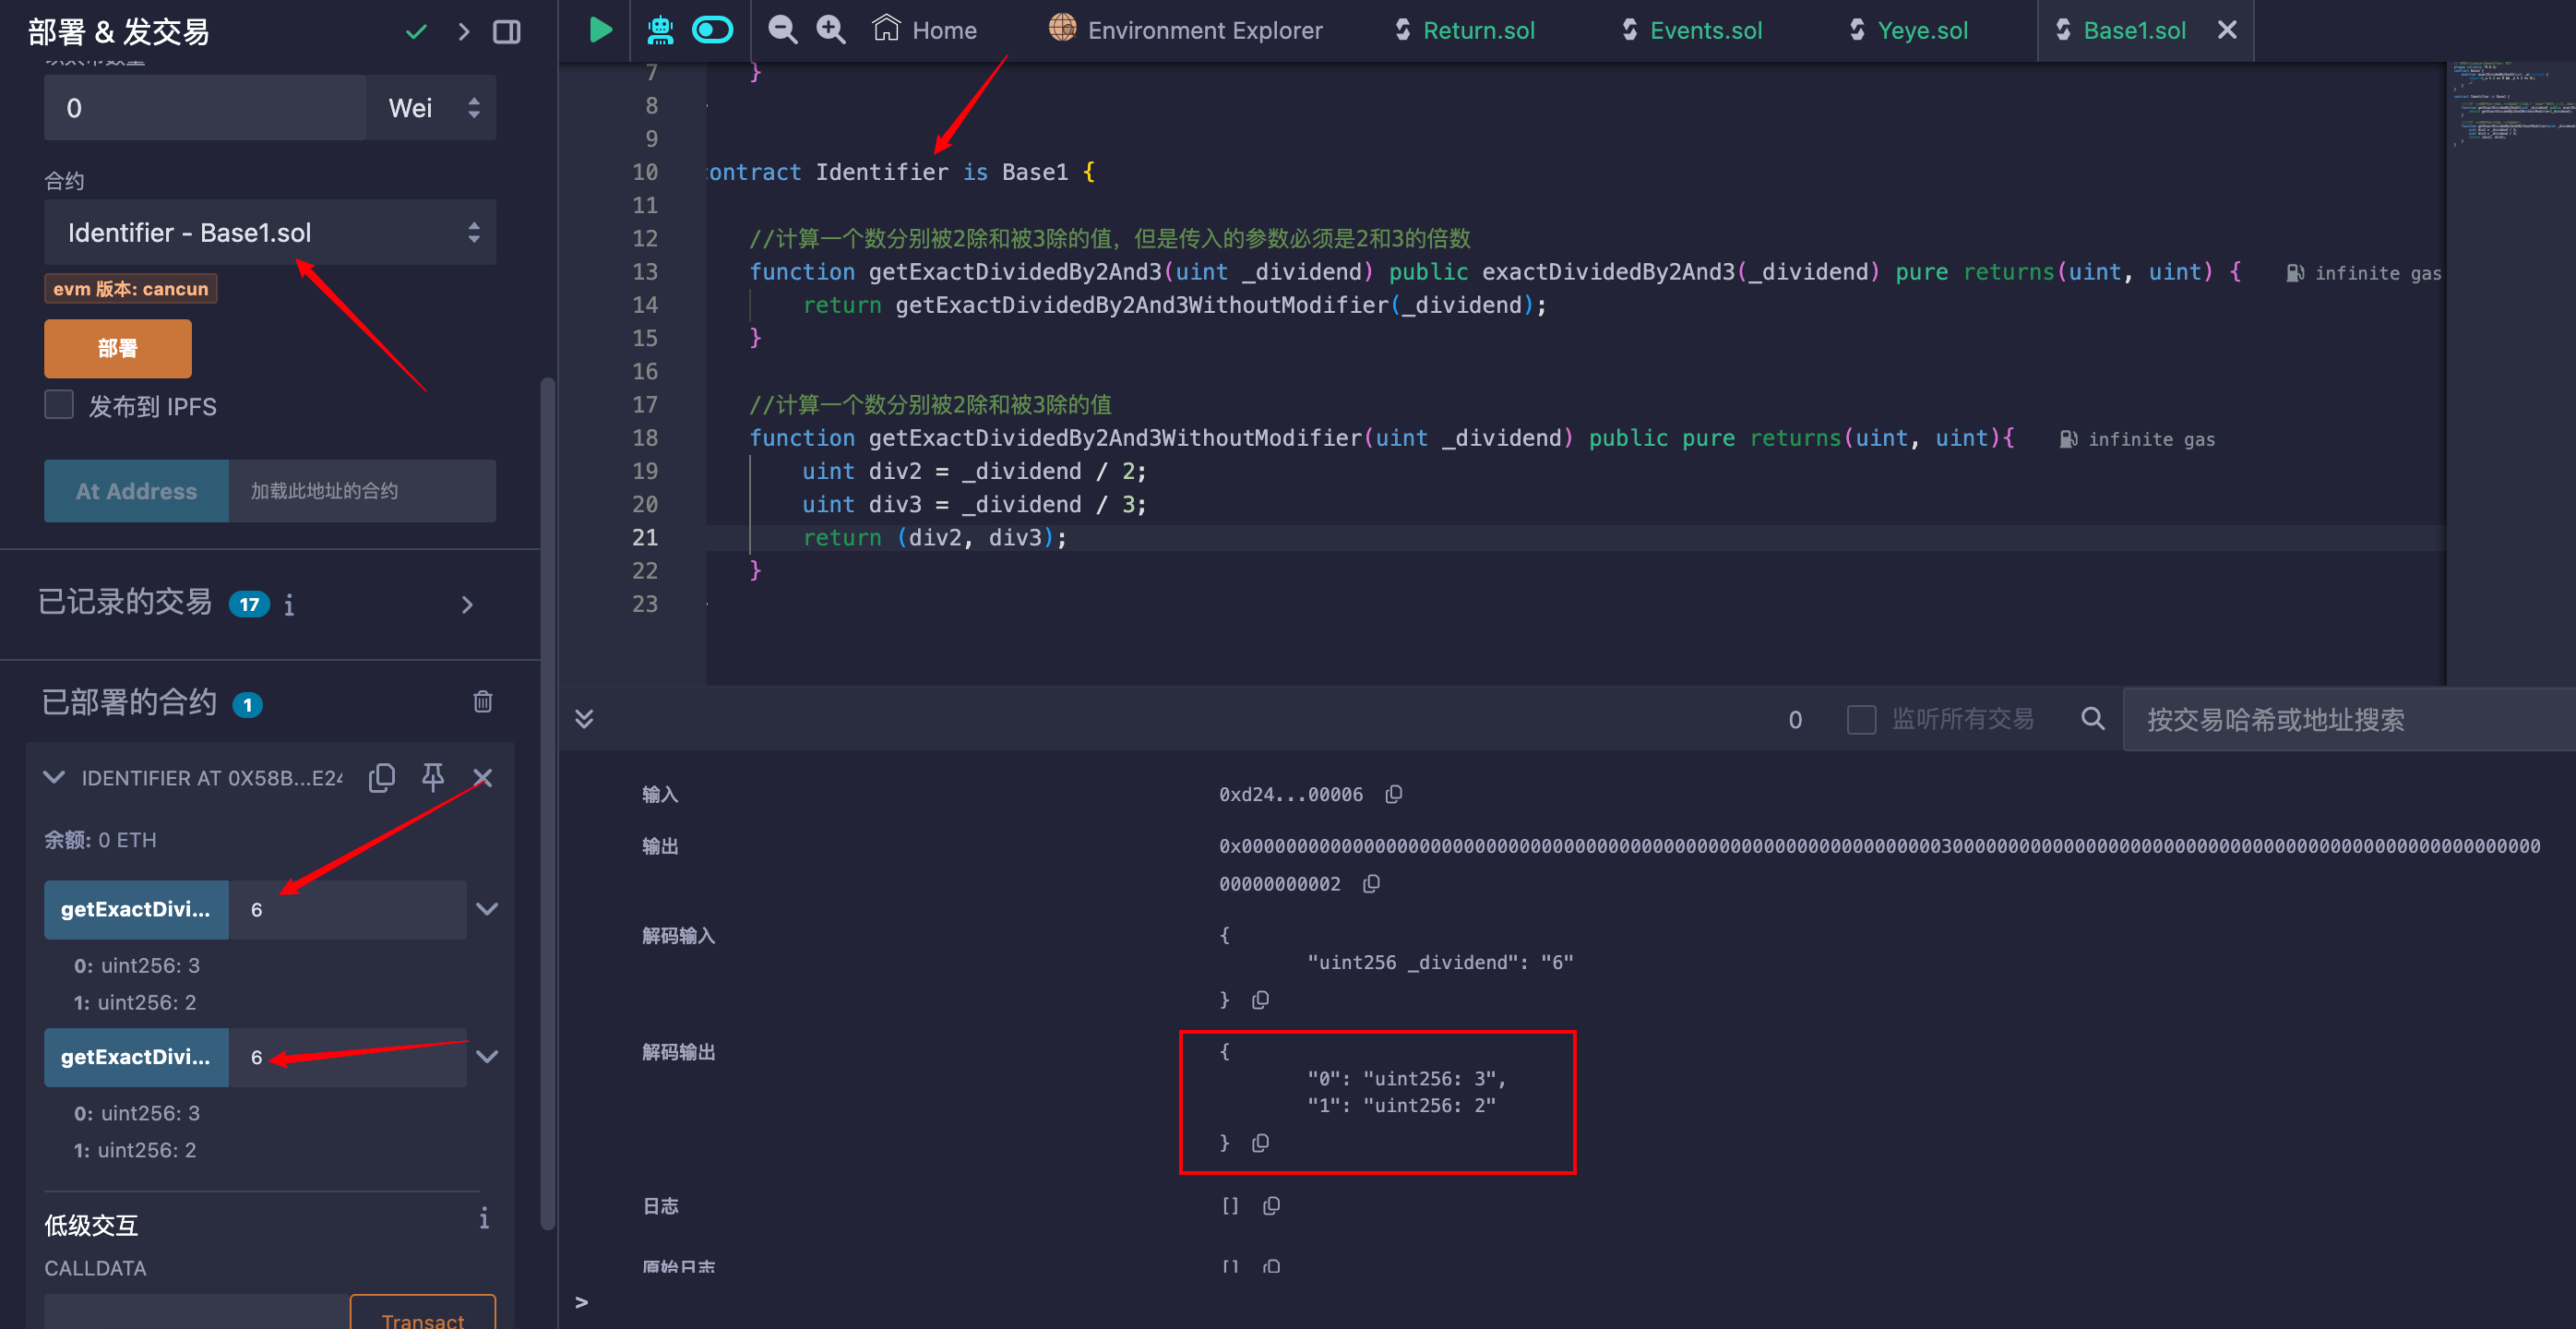 部署 & 发交易
Home
Environment Explorer
Return.sol
Events.sol
Yeye.sol
Base1.sol
0
Wei
合约
Identifier - Base1.sol
evm 版本: cancun
部署
发布到 IPFS
At Address
加载此地址的合约
已记录的交易 17
已部署的合约 1
IDENTIFIER AT 0X58B...E24
余额: 0 ETH
getExactDivi...
6
0: uint256: 3
1: uint256: 2
getExactDivi...
6
0: uint256: 3
1: uint256: 2
低级交互
CALLDATA
Transact
7 }
8
9
10 ontract Identifier is Base1 {
11
12 //计算一个数分别被2除和被3除的值，但是传入的参数必须是2和3的倍数
13 function getExactDividedBy2And3(uint _dividend) public exactDividedBy2And3(_dividend) pure returns(uint, uint) { infinite gas
14 return getExactDividedBy2And3WithoutModifier(_dividend);
15 }
16
17 //计算一个数分别被2除和被3除的值
18 function getExactDividedBy2And3WithoutModifier(uint _dividend) public pure returns(uint, uint){ infinite gas
19 uint div2 = _dividend / 2;
20 uint div3 = _dividend / 3;
21 return (div2, div3);
22 }
23
0
监听所有交易
按交易哈希或地址搜索
输入
0xd24...00006
输出
00000000002
解码输入
{
"uint256 _dividend": "6"
}
解码输出
{
"0": "uint256: 3",
"1": "uint256: 2"
}
日志
[]
原始日志
[]
>